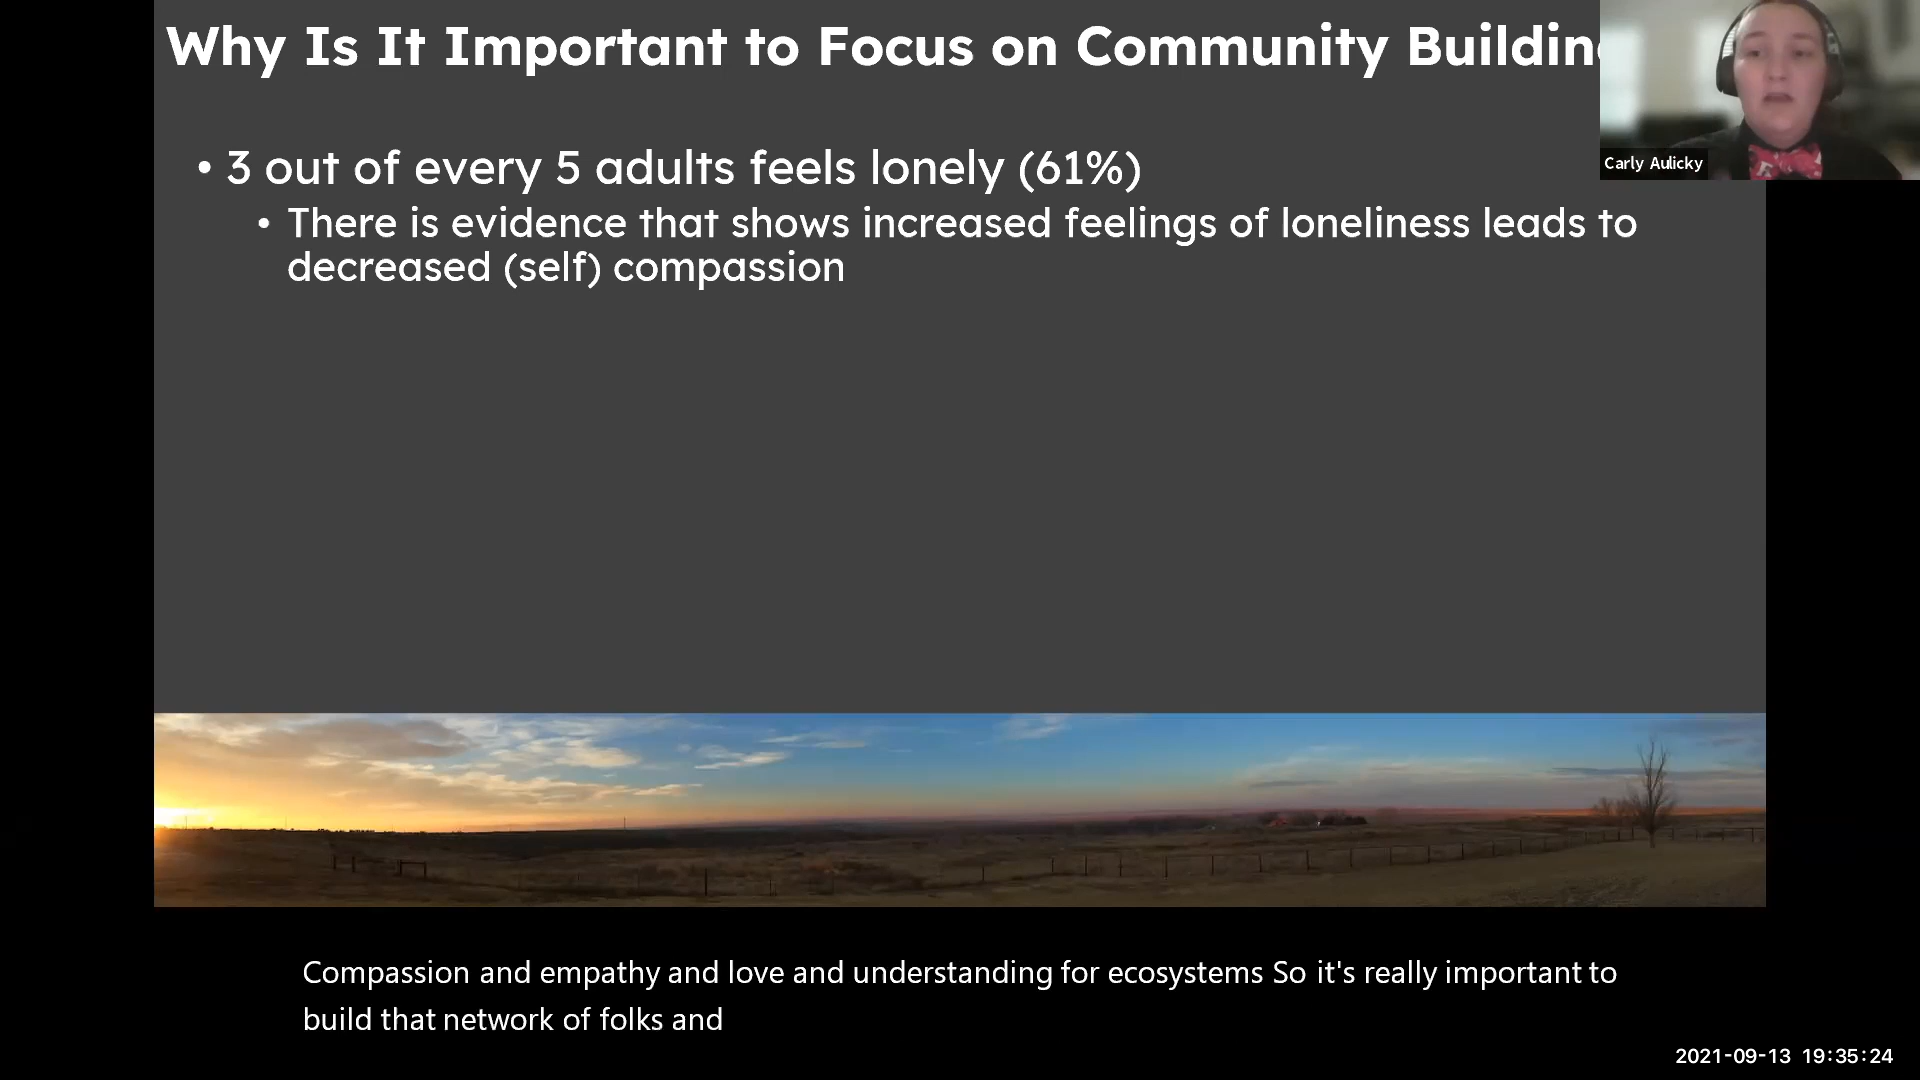 Why Is It Important to Focus on Community Buildin
Carly Aulicky
• 3 out of every 5 adults feels lonely (61%)
• There is evidence that shows increased feelings of loneliness leads to
decreased (self) compassion
Compassion and empathy and love and understanding for ecosystems So it's really important to
build that network of folks and
2021-09-13 19:35:24